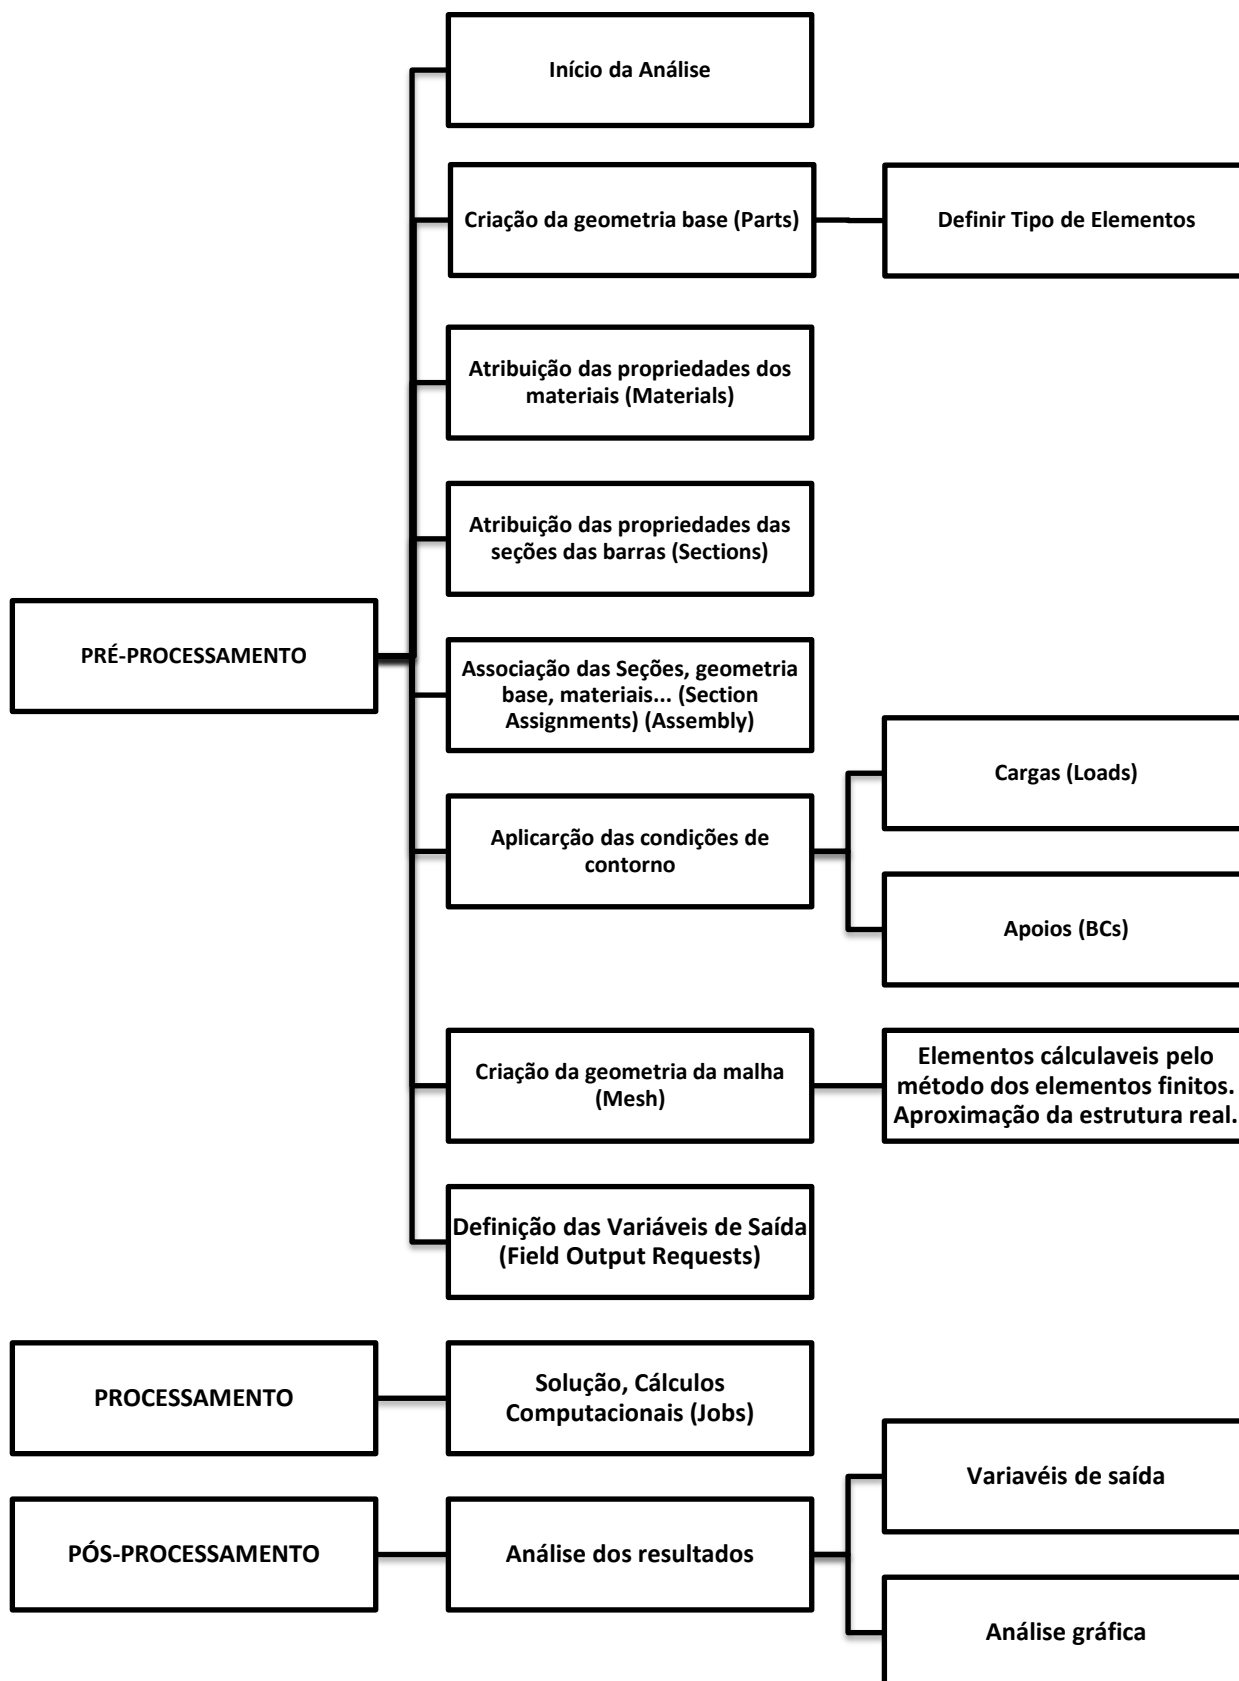 Início da Análise
Criação da geometria base (Parts)
Definir Tipo de Elementos
Atribuição das propriedades dos
materiais (Materials)
Atribuição das propriedades das
seções das barras (Sections)
PRÉ-PROCESSAMENTO
Associação das Seções, geometria
base, materiais... (Section
Assignments) (Assembly)
Aplicarção das condições de
contorno
Cargas (Loads)
Apoios (BCs)
Criação da geometria da malha
(Mesh)
Elementos cálculaveis pelo
método dos elementos finitos.
Aproximação da estrutura real.
Definição das Variáveis de Saída
(Field Output Requests)
PROCESSAMENTO
Solução, Cálculos
Computacionais (Jobs)
PÓS-PROCESSAMENTO
Análise dos resultados
Variavéis de saída
Análise gráfica